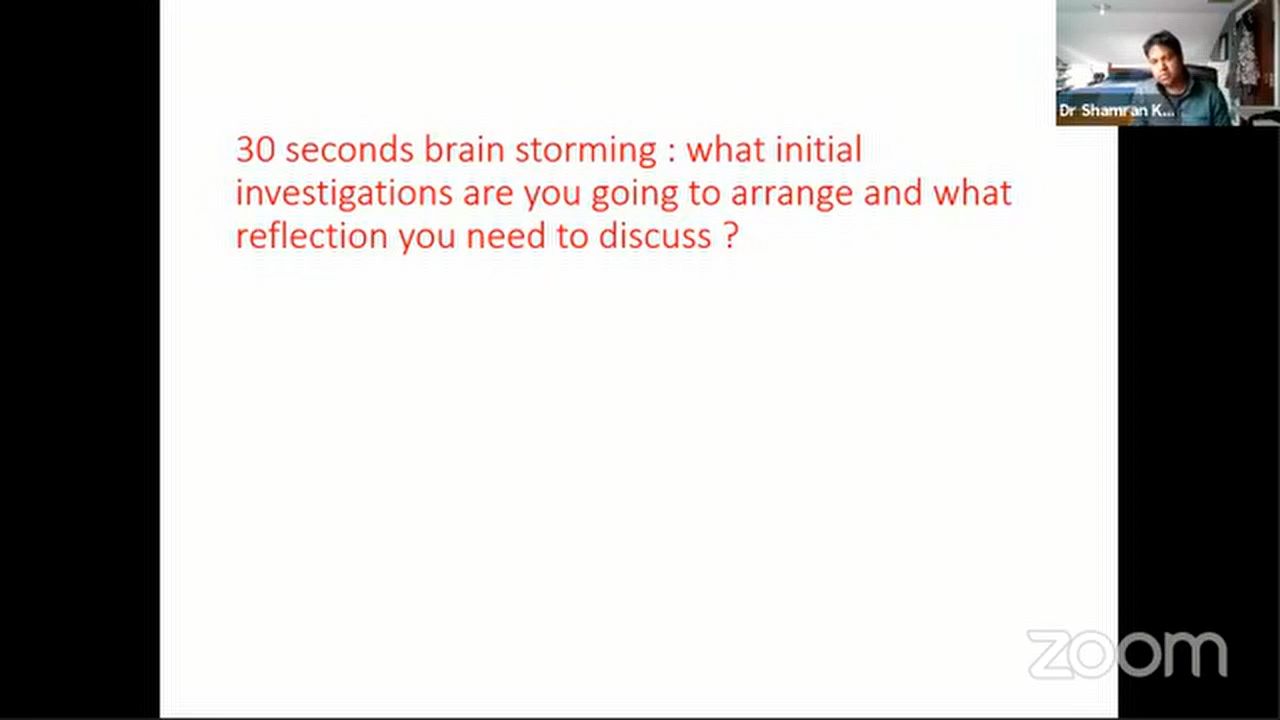 Dr Shamran K...
30 seconds brain storming : what initial
investigations are you going to arrange and what
reflection you need to discuss ?
zoom